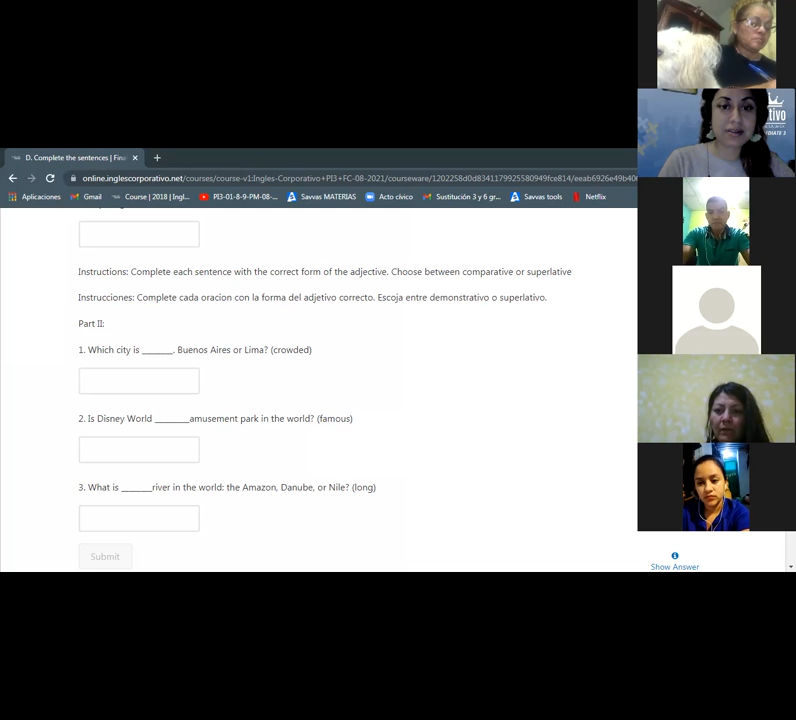 D. Complete the sentences | Fina
online.inglescorporativo.net/courses/course-v1:Ingles-Corporativo+PI3+FC-08-2021/courseware/1202258d0d8341179925580949fce814/eeab6926e49b40
Aplicaciones
Gmail
Course | 2018 | Ingl...
PI3-01-8-9-PM-08-...
Savvas MATERIAS
Acto cívico
Sustitución 3 y 6 gr...
Savvas tools
Netflix
Instructions: Complete each sentence with the correct form of the adjective. Choose between comparative or superlative
Instrucciones: Complete cada oracion con la forma del adjetivo correcto. Escoja entre demostrativo o superlativo.
Part II:
1. Which city is _______. Buenos Aires or Lima? (crowded)
2. Is Disney World ________amusement park in the world? (famous)
3. What is _______river in the world: the Amazon, Danube, or Nile? (long)
Submit
Show Answer
tivo
DIATE 3